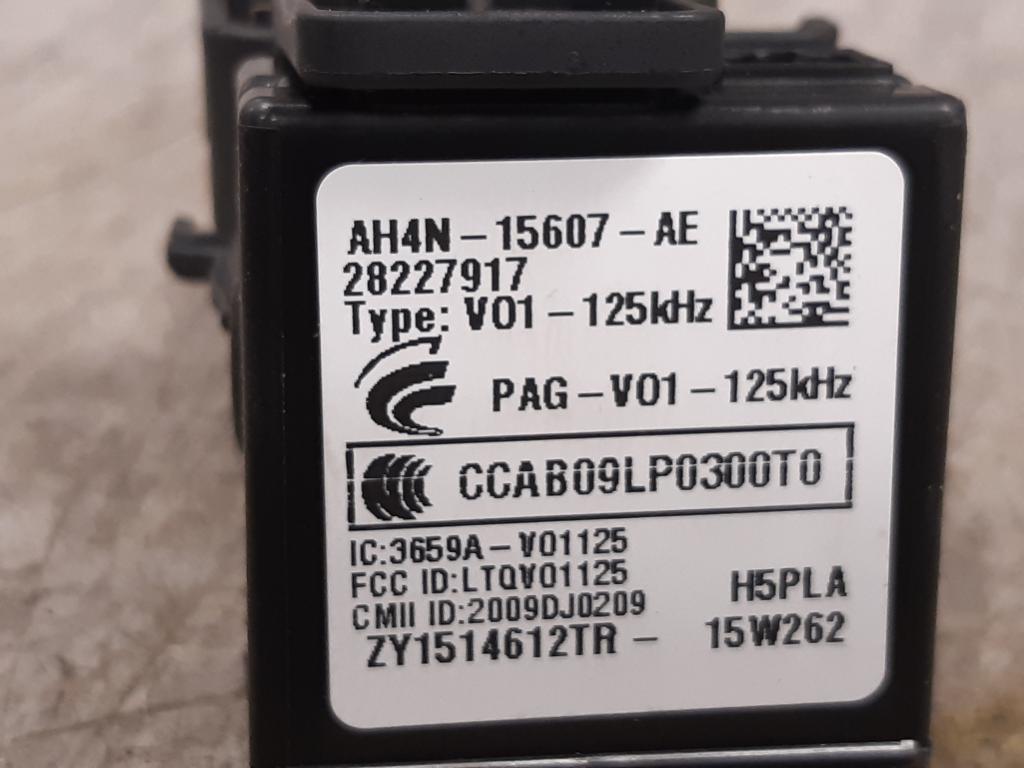 AH4N-15607-AE
28227917
Type: V01-125kHz
PAG-V01-125kHz
CCAB09LP0300T0
IC:3659A-V01125
FCC ID:LTQV01125
CMII ID:2009DJ0209
H5PLA
ZY1514612TR - 15W262